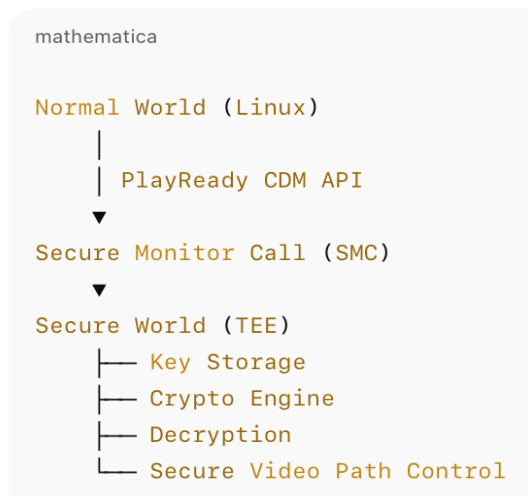 mathematica
Normal World (Linux)
│
│ PlayReady CDM API
▼
Secure Monitor Call (SMC)
▼
Secure World (TEE)
├── Key Storage
├── Crypto Engine
├── Decryption
└── Secure Video Path Control